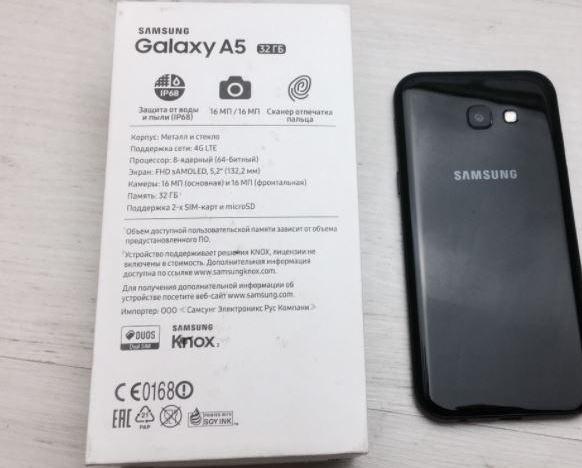 SAMSUNG
Galaxy A5 32 ГБ
IP68
Защита от воды 16 МП / 16 МП Сканер отпечатка
и пыли (IP68) пальца
Корпус: Металл и стекло
Поддержка сети: 4G LTE
Процессор: 8-ядерный (64-битный)
Экран: FHD sAMOLED, 5,2" (132,2 мм)
Камеры: 16 МП (основная) и 16 МП (фронтальная)
Память: 32 ГБ
Поддержка 2-х SIM-карт и microSD
Объем доступной пользовательской памяти зависит от объема
предустановленного ПО.
Устройство поддерживает решения KNOX, лицензии не
включены в стоимость. Дополнительная информация
доступна по ссылке www.samsungknox.com.
Для получения дополнительной информации об
устройстве посетите веб-сайт www.samsung.com.
Импортер: ООО «Самсунг Электроникс Рус Компани»
DUOS
Dual SIM
SAMSUNG
Knox
CE0168
EAC
21
PAP
PRINTED WITH
SOY INK
SAMSUNG